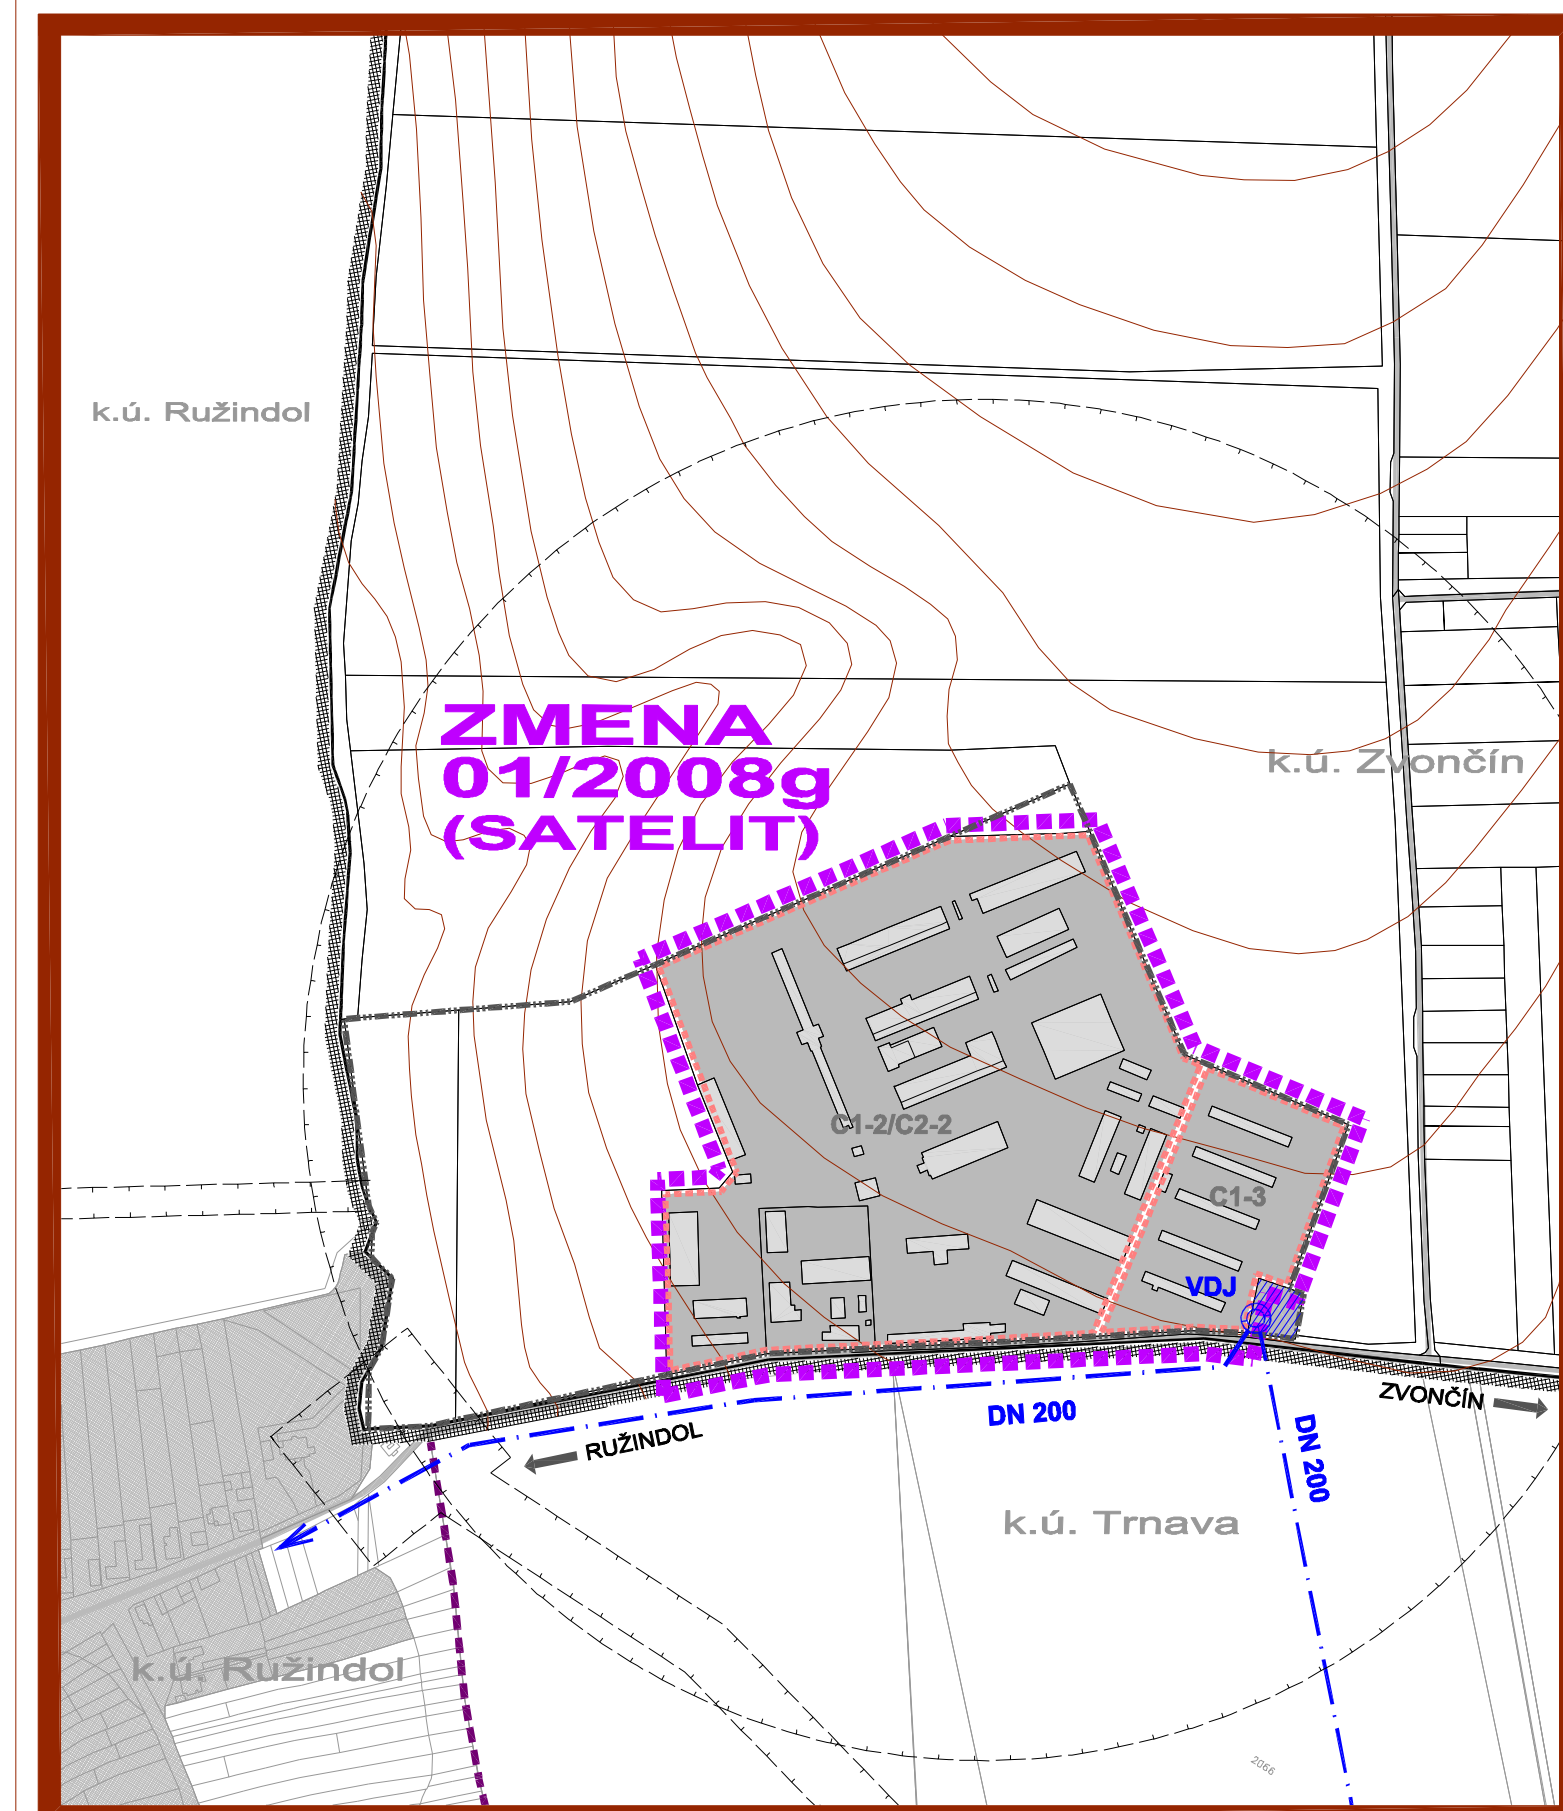 k.ú. Ružindol
ZMENA
01/2008g
(SATELIT)
k.ú. Zvončín
C1-2/C2-2
C1-3
VDJ
ZVONČÍN
DN 200
RUŽINDOL
DN 200
k.ú. Trnava
k.ú. Ružindol
2066